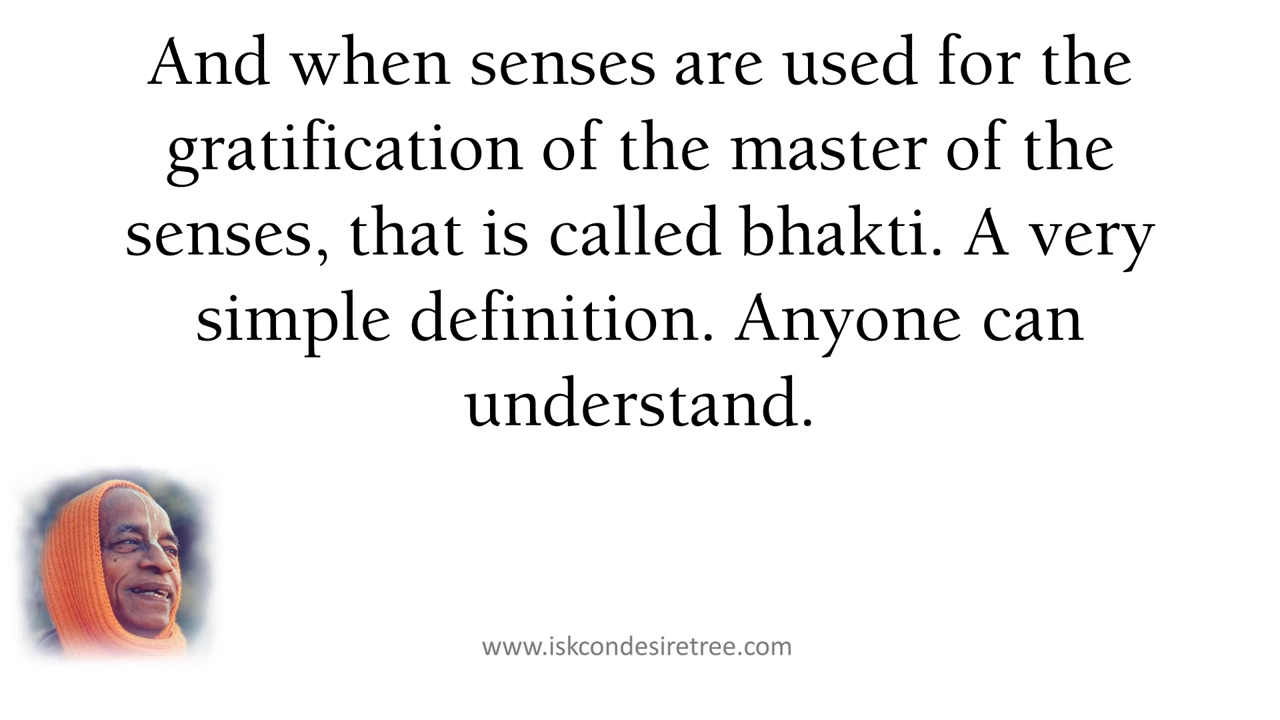 And when senses are used for the
gratification of the master of the
senses, that is called bhakti. A very
simple definition. Anyone can
understand.
www.iskcondesiretree.com